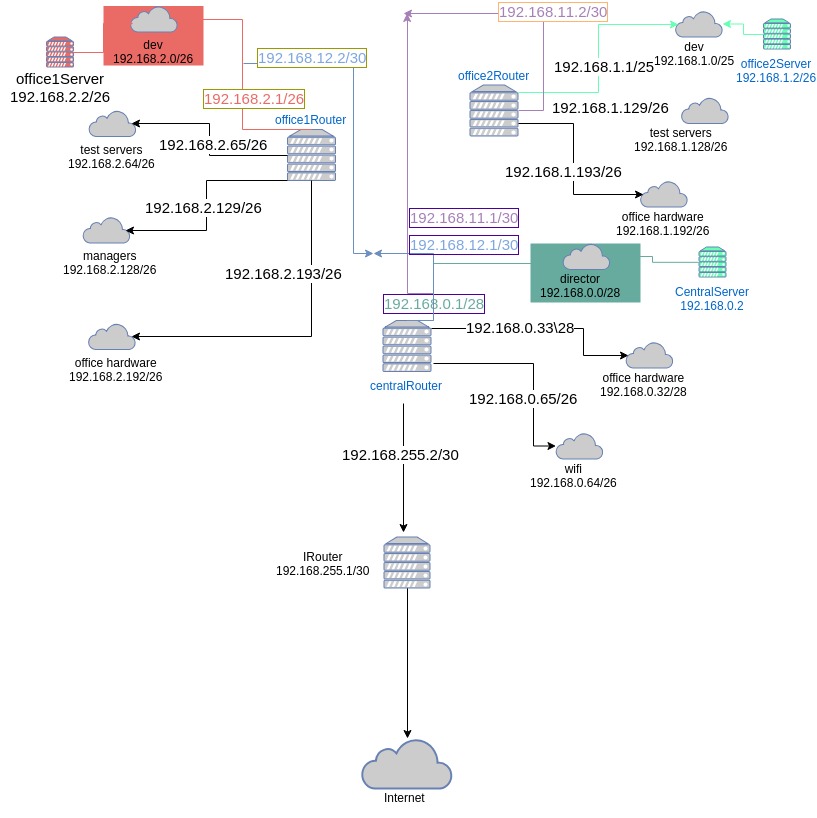 192.168.11.2/30
dev
192.168.2.0/26
dev
192.168.1.0/25
office2Server
192.168.1.2/26
192.168.12.2/30
192.168.1.1/25
office1Server
192.168.2.2/26
office2Router
192.168.2.1/26
office1Router
192.168.1.129/26
test servers
192.168.1.128/26
test servers
192.168.2.64/26
192.168.2.65/26
192.168.1.193/26
192.168.2.129/26
office hardware
192.168.1.192/26
192.168.11.1/30
192.168.12.1/30
managers
192.168.2.128/26
192.168.2.193/26
director
192.168.0.0/28
CentralServer
192.168.0.2
192.168.0.1/28
192.168.0.33\28
office hardware
192.168.2.192/26
centralRouter
office hardware
192.168.0.32/28
192.168.0.65/26
192.168.255.2/30
wifi
192.168.0.64/26
IRouter
192.168.255.1/30
Internet